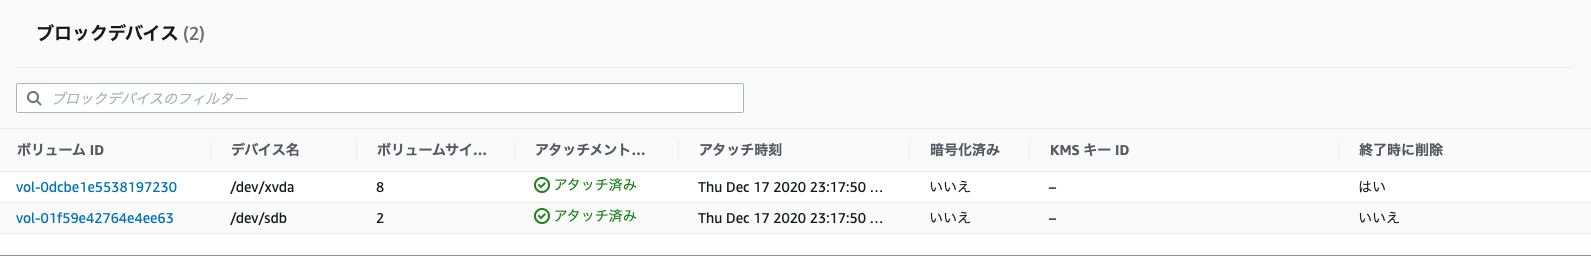 ブロックデバイス (2)
ブロックデバイスのフィルター
ボリューム ID デバイス名 ボリュームサイ... アタッチメント... アタッチ時刻 暗号化済み KMS キー ID 終了時に削除
vol-0dcbe1e5538197230 /dev/xvda 8 アタッチ済み Thu Dec 17 2020 23:17:50 ... いいえ – はい
vol-01f59e42764e4ee63 /dev/sdb 2 アタッチ済み Thu Dec 17 2020 23:17:50 ... いいえ – いいえ